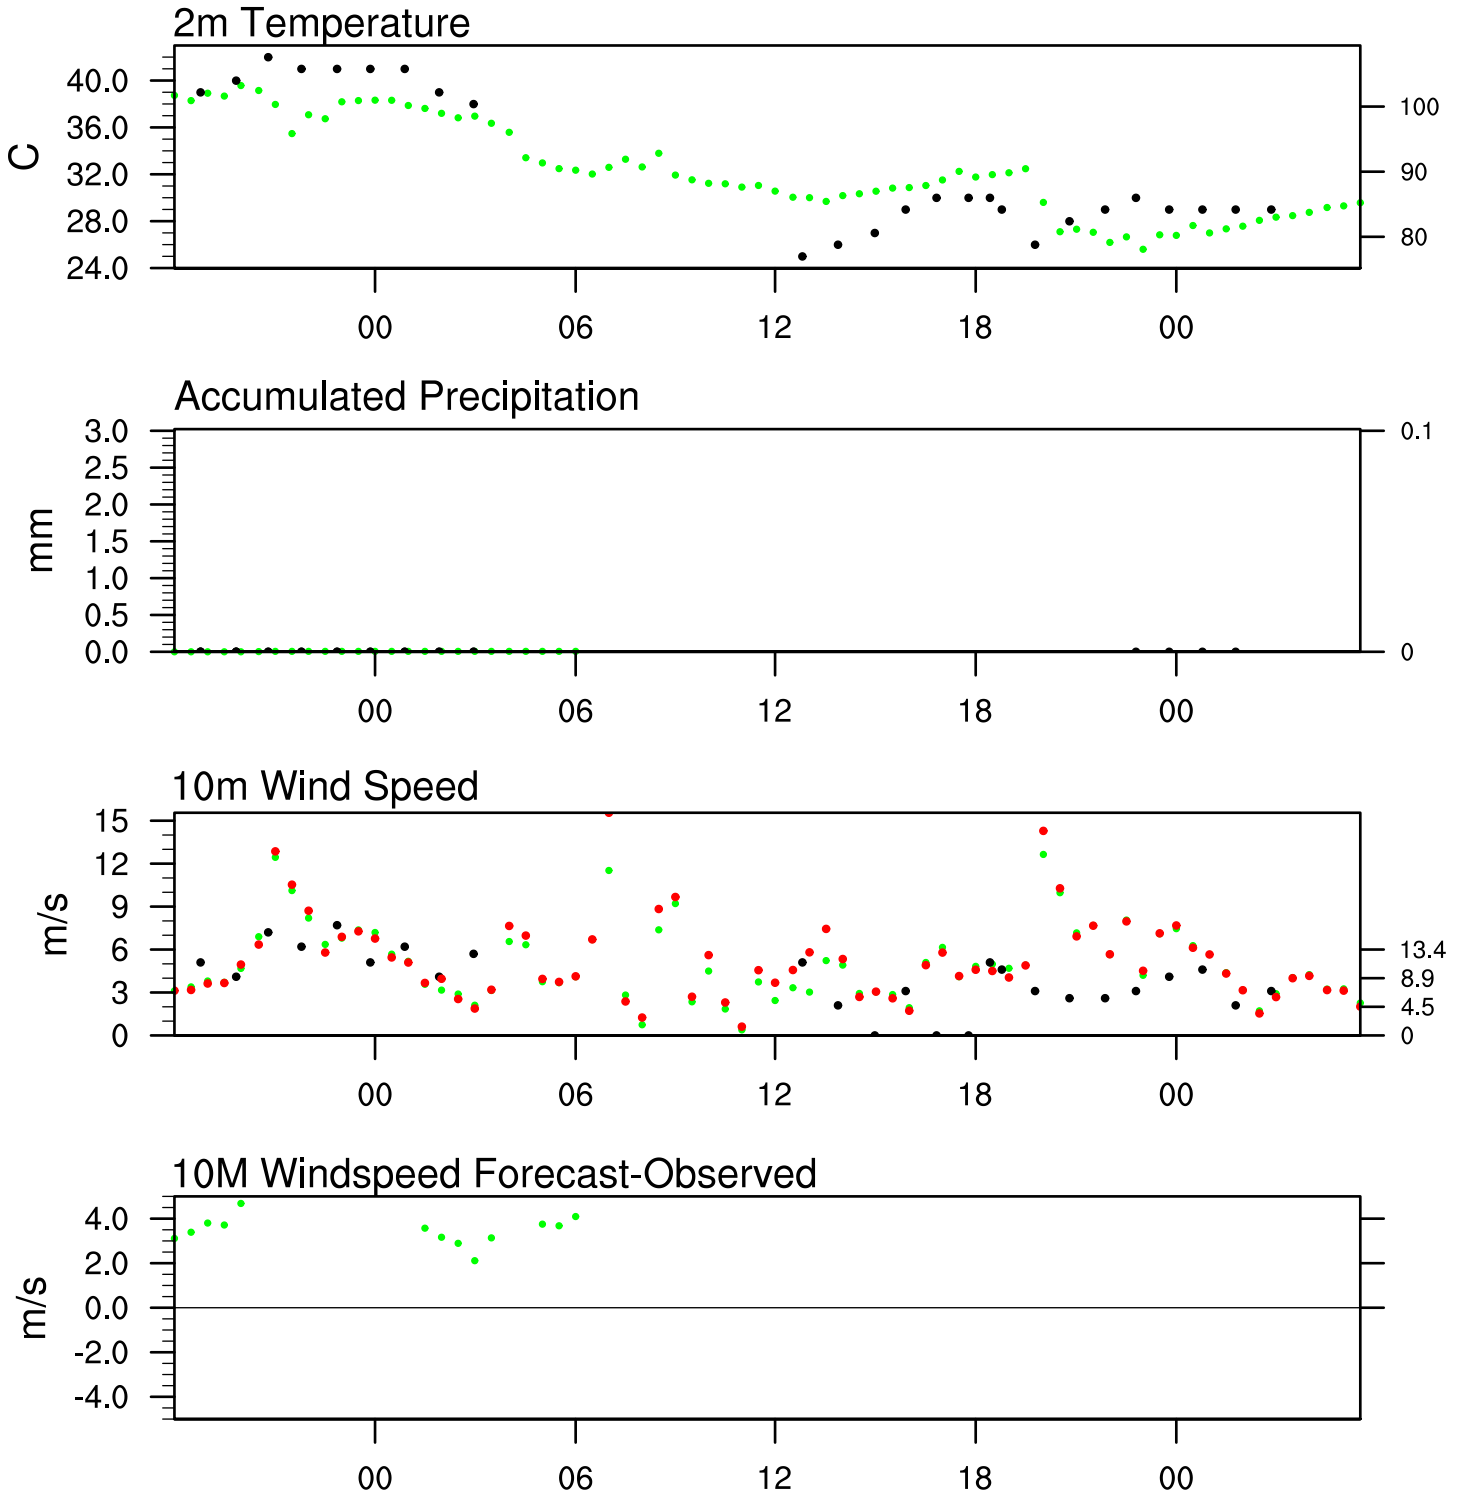 2m Temperature
40.0
36.0
32.0
28.0
24.0
C
100
90
80
00 06 12 18 00
Accumulated Precipitation
3.0
2.5
2.0
1.5
1.0
0.5
0.0
mm
0.1
0
00 06 12 18 00
10m Wind Speed
15
12
9
6
3
0
m/s
13.4
8.9
4.5
0
00 06 12 18 00
10M Windspeed Forecast-Observed
4.0
2.0
0.0
-2.0
-4.0
m/s
00 06 12 18 00